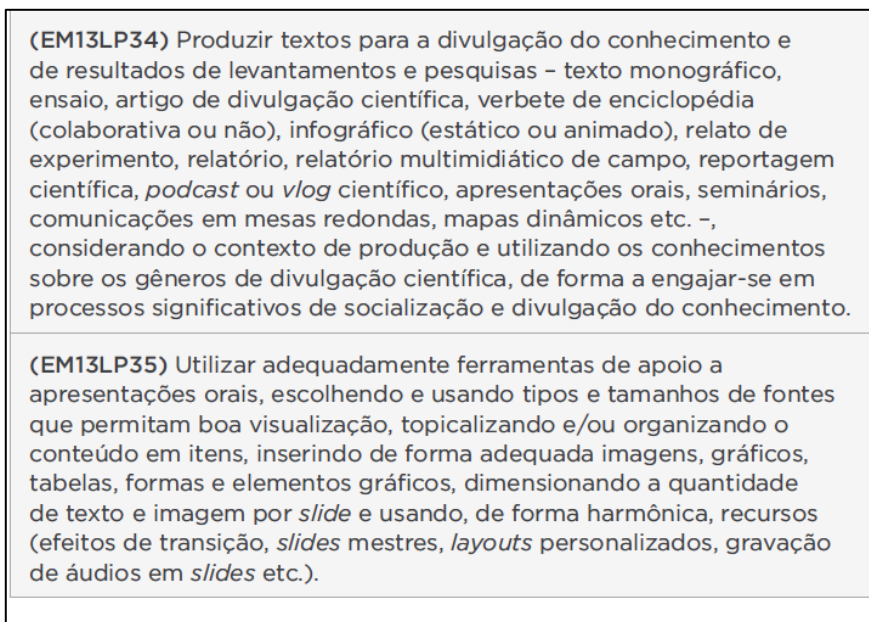 (EM13LP34) Produzir textos para a divulgação do conhecimento e
de resultados de levantamentos e pesquisas – texto monográfico,
ensaio, artigo de divulgação científica, verbete de enciclopédia
(colaborativa ou não), infográfico (estático ou animado), relato de
experimento, relatório, relatório multimidiático de campo, reportagem
científica, podcast ou vlog científico, apresentações orais, seminários,
comunicações em mesas redondas, mapas dinâmicos etc. –,
considerando o contexto de produção e utilizando os conhecimentos
sobre os gêneros de divulgação científica, de forma a engajar-se em
processos significativos de socialização e divulgação do conhecimento.
(EM13LP35) Utilizar adequadamente ferramentas de apoio a
apresentações orais, escolhendo e usando tipos e tamanhos de fontes
que permitam boa visualização, topicalizando e/ou organizando o
conteúdo em itens, inserindo de forma adequada imagens, gráficos,
tabelas, formas e elementos gráficos, dimensionando a quantidade
de texto e imagem por slide e usando, de forma harmônica, recursos
(efeitos de transição, slides mestres, layouts personalizados, gravação
de áudios em slides etc.).